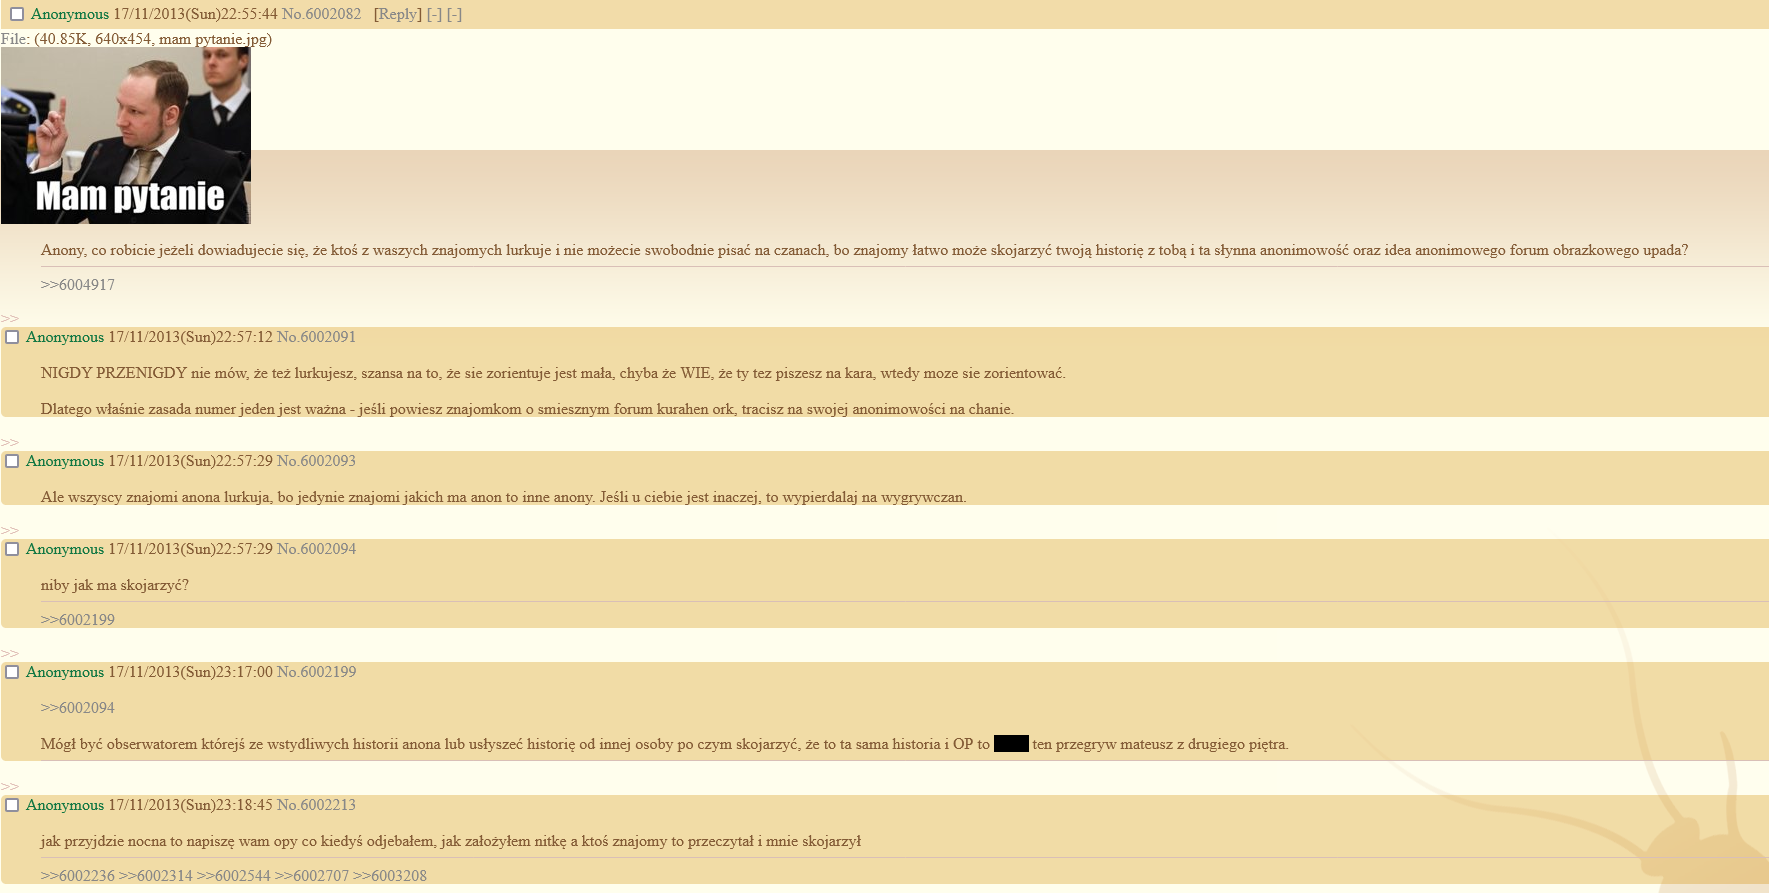 Anonymous 17/11/2013(Sun)22:55:44 No.6002082 [Reply] [-] [-]
File: (40.85K, 640x454, mam pytanie.jpg)
Mam pytanie
Anony, co robicie jeżeli dowiadujecie się, że ktoś z waszych znajomych lurkuje i nie możecie swobodnie pisać na czanach, bo znajomy łatwo może skojarzyć twoją historię z tobą i ta słynna anonimowość oraz idea anonimowego forum obrazkowego upada?
>>6004917
>>
Anonymous 17/11/2013(Sun)22:57:12 No.6002091
NIGDY PRZENIGDY nie mów, że też lurkujesz, szansa na to, że sie zorientuje jest mała, chyba że WIE, że ty tez piszesz na kara, wtedy moze sie zorientować.
Dlatego właśnie zasada numer jeden jest ważna - jeśli powiesz znajomkom o smiesznym forum kurahen ork, tracisz na swojej anonimowości na chanie.
>>
Anonymous 17/11/2013(Sun)22:57:29 No.6002093
Ale wszyscy znajomi anona lurkuja, bo jedynie znajomi jakich ma anon to inne anony. Jeśli u ciebie jest inaczej, to wypierdalaj na wygrywczan.
>>
Anonymous 17/11/2013(Sun)22:57:29 No.6002094
niby jak ma skojarzyć?
>>6002199
>>
Anonymous 17/11/2013(Sun)23:17:00 No.6002199
>>6002094
Mógł być obserwatorem którejś ze wstydliwych historii anona lub usłyszeć historię od innej osoby po czym skojarzyć, że to ta sama historia i OP to ten przegryw mateusz z drugiego piętra.
>>
Anonymous 17/11/2013(Sun)23:18:45 No.6002213
jak przyjdzie nocna to napiszę wam opy co kiedyś odjebałem, jak założyłem nitkę a ktoś znajomy to przeczytał i mnie skojarzył
>>6002236 >>6002314 >>6002544 >>6002707 >>6003208